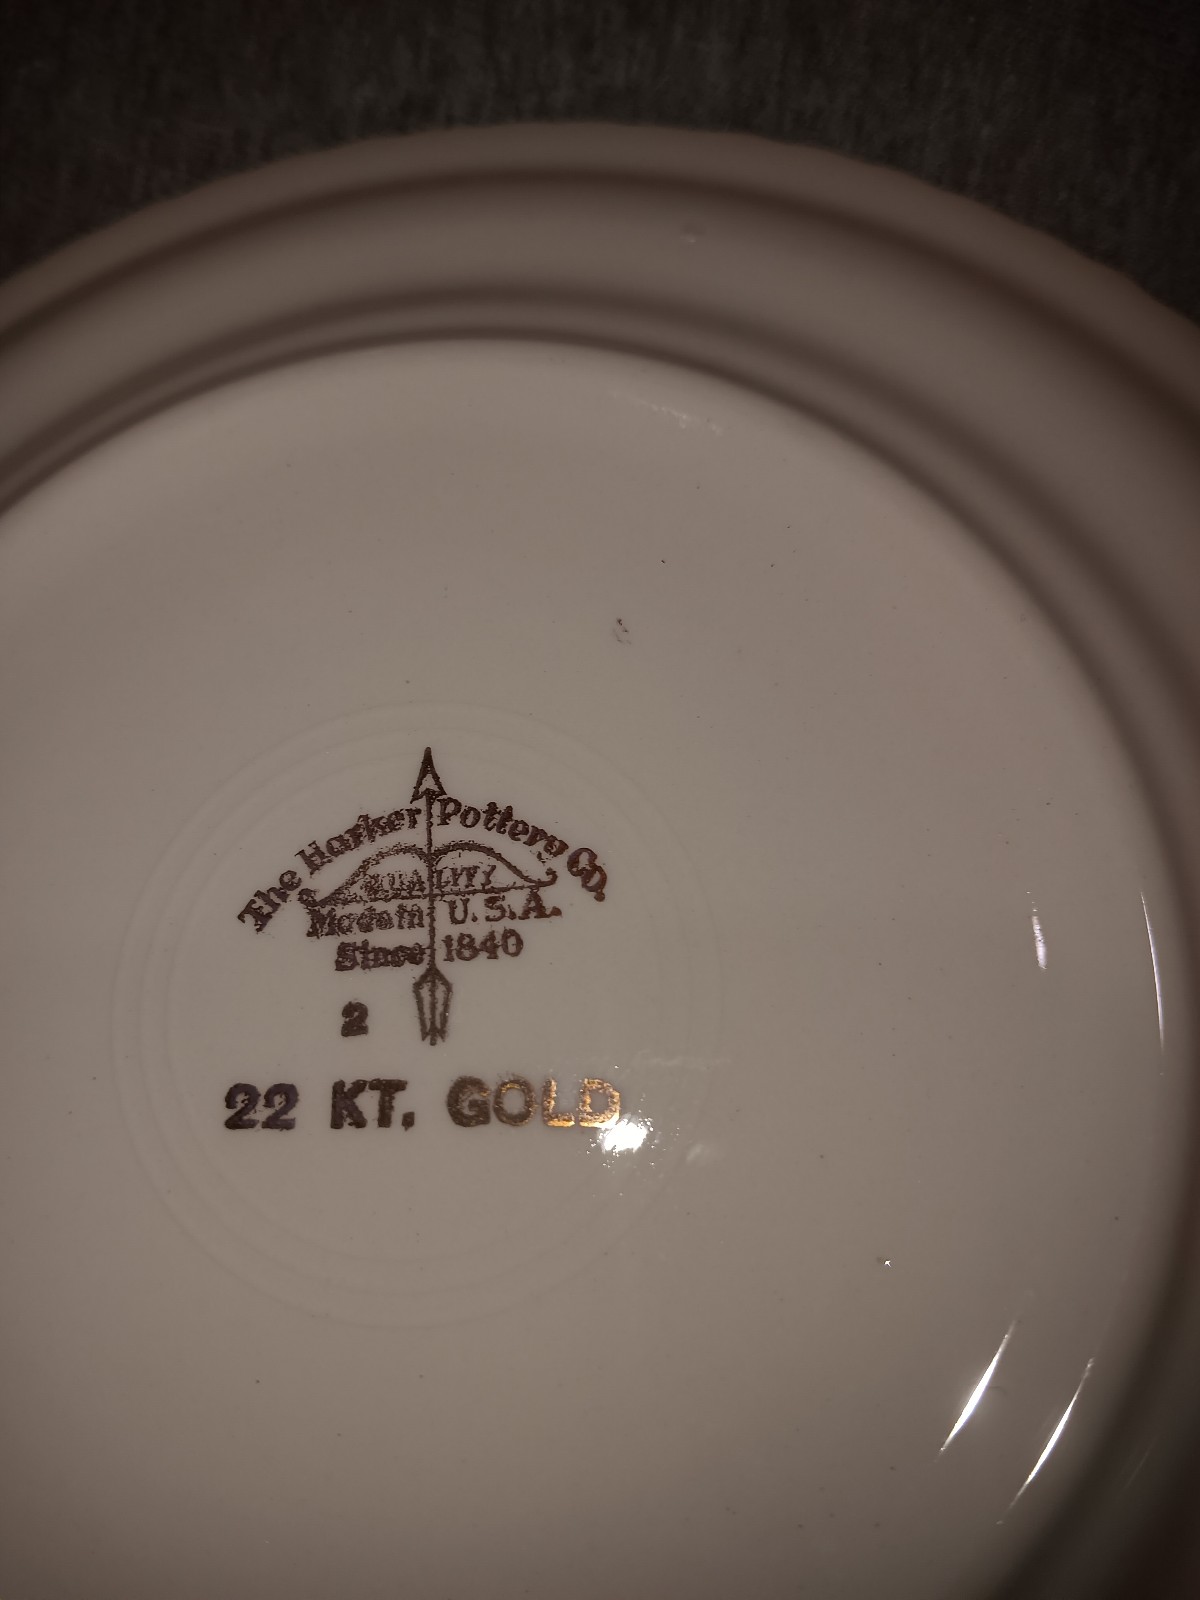 The Harker Pottery Co.
QUALITY
Made in U.S.A.
Since 1840
2
22 KT. GOLD